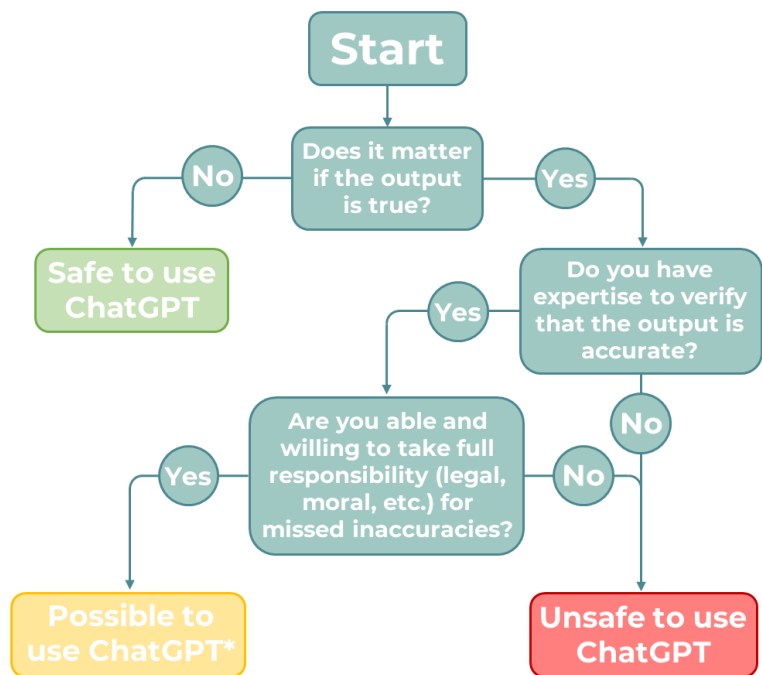 Start
Does it matter
if the output
is true?
No
Yes
Safe to use
ChatGPT
Do you have
expertise to verify
that the output is
accurate?
Yes
No
Are you able and
willing to take full
responsibility (legal,
moral, etc.) for
missed inaccuracies?
Yes
No
Possible to
use ChatGPT*
Unsafe to use
ChatGPT